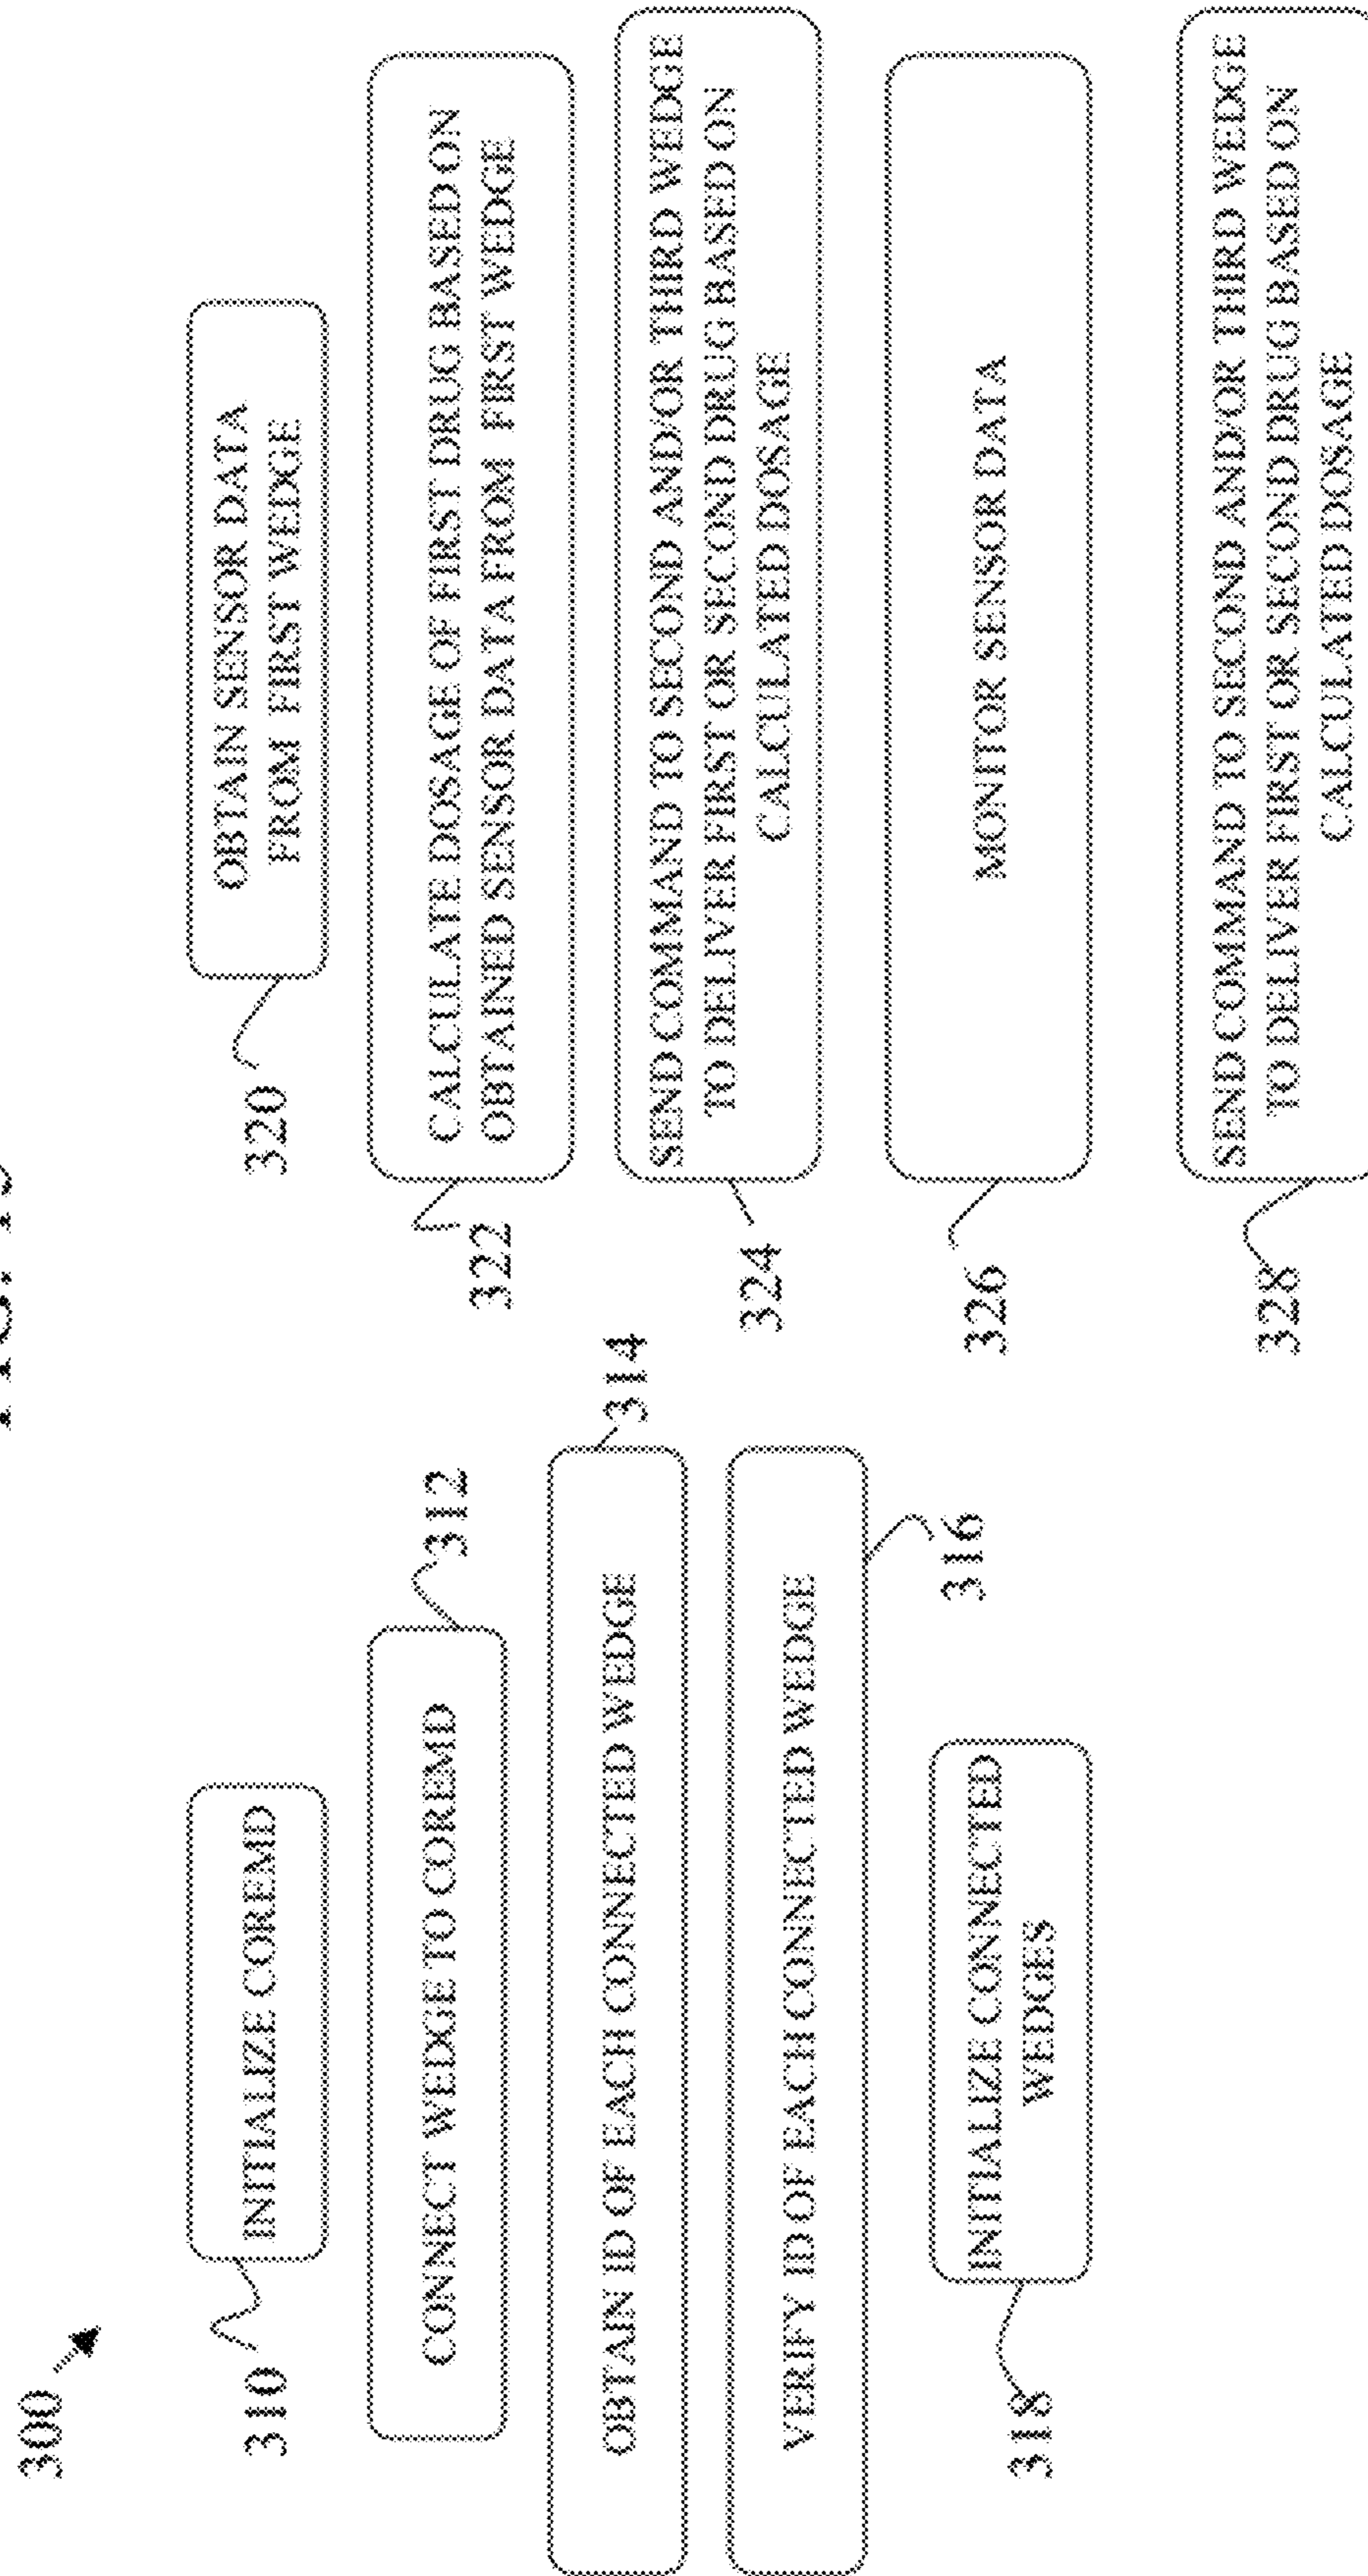 300
310
INITIALIZE COREMD
312
CONNECT WEDGE TO COREMD
314
OBTAIN ID OF EACH CONNECTED WEDGE
316
VERIFY ID OF EACH CONNECTED WEDGE
318
INITIALIZE CONNECTED
WEDGES
320
OBTAIN SENSOR DATA
FROM FIRST WEDGE
322
CALCULATE DOSAGE OF FIRST DRUG BASED ON
OBTAINED SENSOR DATA FROM FIRST WEDGE
324
SEND COMMAND TO SECOND AND/OR THIRD WEDGE
TO DELIVER FIRST OR SECOND DRUG BASED ON
CALCULATED DOSAGE
326
MONITOR SENSOR DATA
328
SEND COMMAND TO SECOND AND/OR THIRD WEDGE
TO DELIVER FIRST OR SECOND DRUG BASED ON
CALCULATED DOSAGE